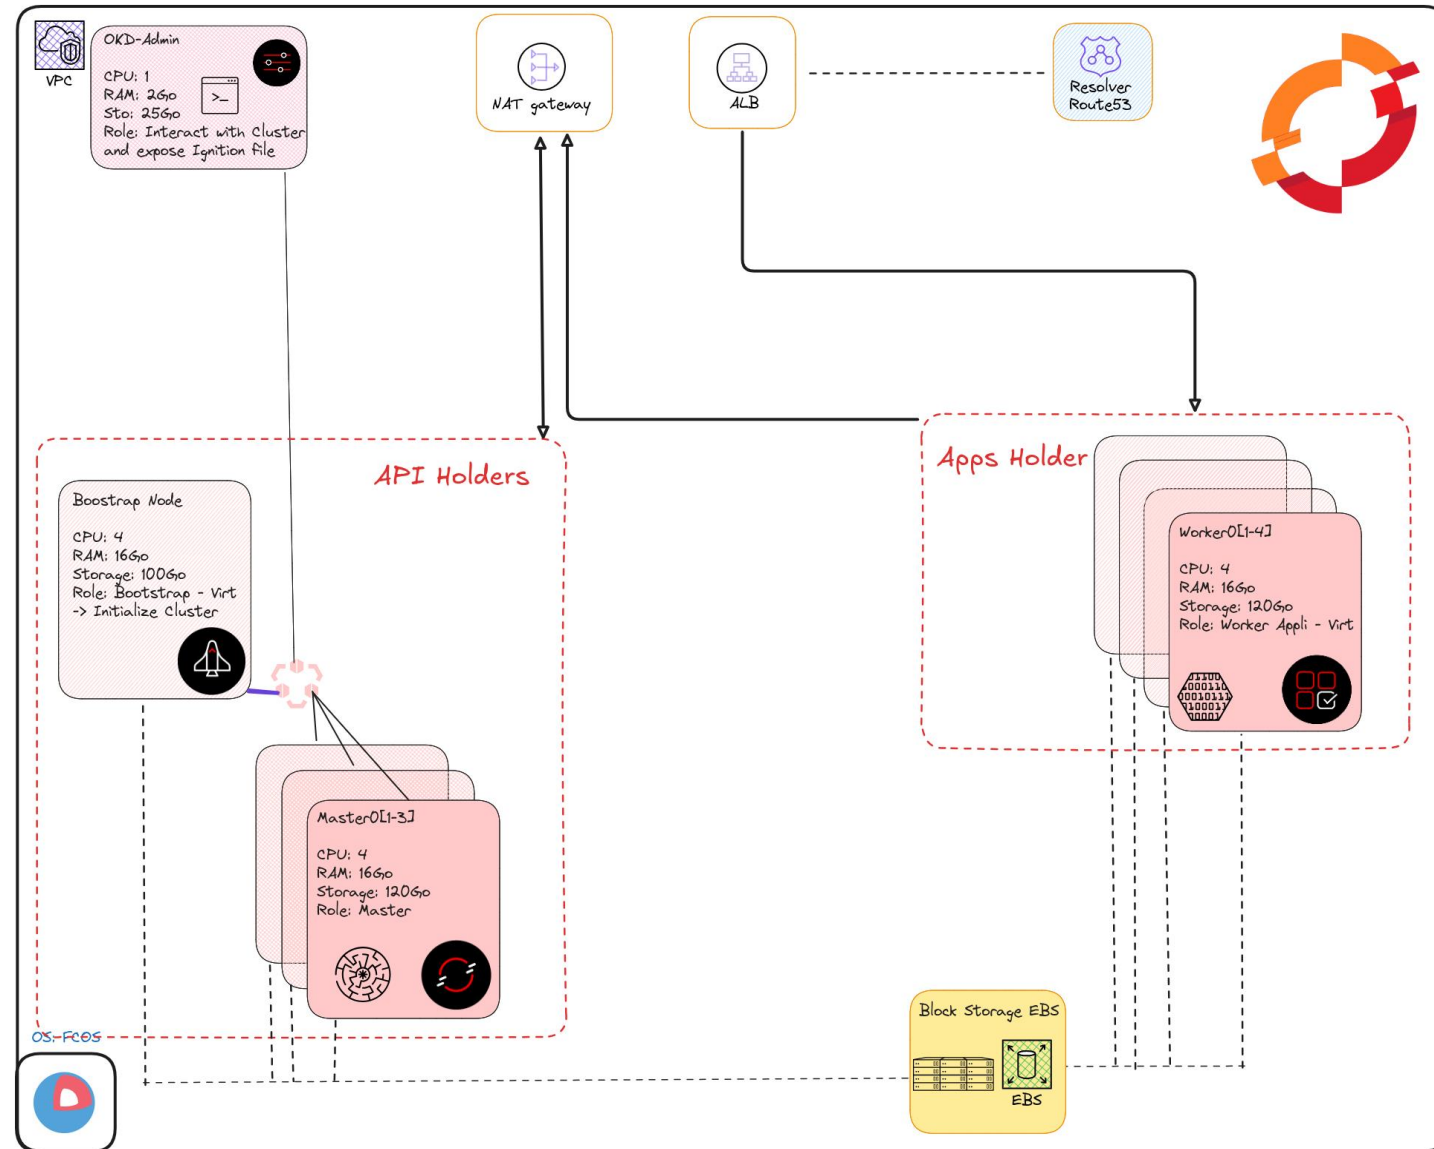 OKD-Admin
CPU: 1
RAM: 2Go
Sto: 25Go
Role: Interact with Cluster
and expose Ignition file
>_
VPC
NAT gateway
ALB
Resolver
Route53
API Holders
Boostrap Node
CPU: 4
RAM: 16Go
Storage: 100Go
Role: Bootstrap - Virt
-> Initialize Cluster
Master0[1-3]
CPU: 4
RAM: 16Go
Storage: 120Go
Role: Master
Apps Holder
Worker0[1-4]
CPU: 4
RAM: 16Go
Storage: 120Go
Role: Worker Appli - Virt
OS: FCOS
Block Storage EBS
EBS